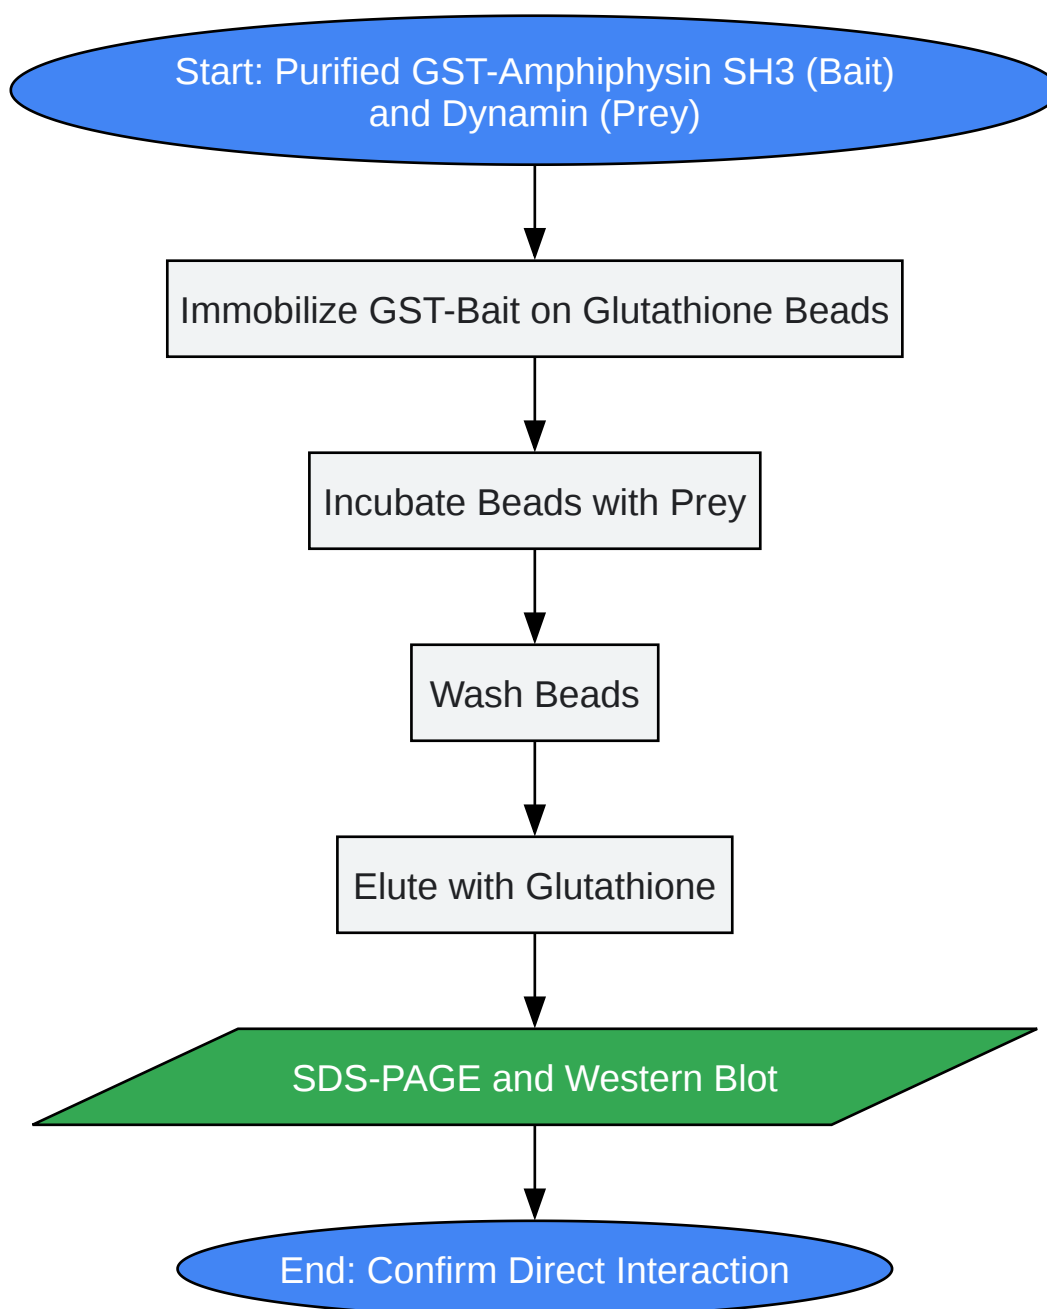 Start: Purified GST-Amphiphysin SH3 (Bait)
and Dynamin (Prey)
Immobilize GST-Bait on Glutathione Beads
Incubate Beads with Prey
Wash Beads
Elute with Glutathione
SDS-PAGE and Western Blot
End: Confirm Direct Interaction